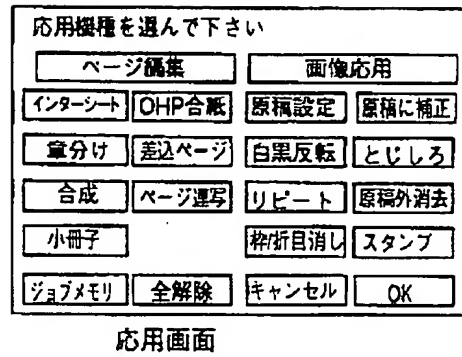 応用機種を選んで下さい
ページ編集 画像応用
インターシート OHP合紙 原稿設定 原稿に補正
章分け 差込ページ 白黒反転 とじしろ
合成 ページ連写 リピート 原稿外消去
小冊子 枠/折目消し スタンプ
ジョブメモリ 全解除 キャンセル OK
応用画面